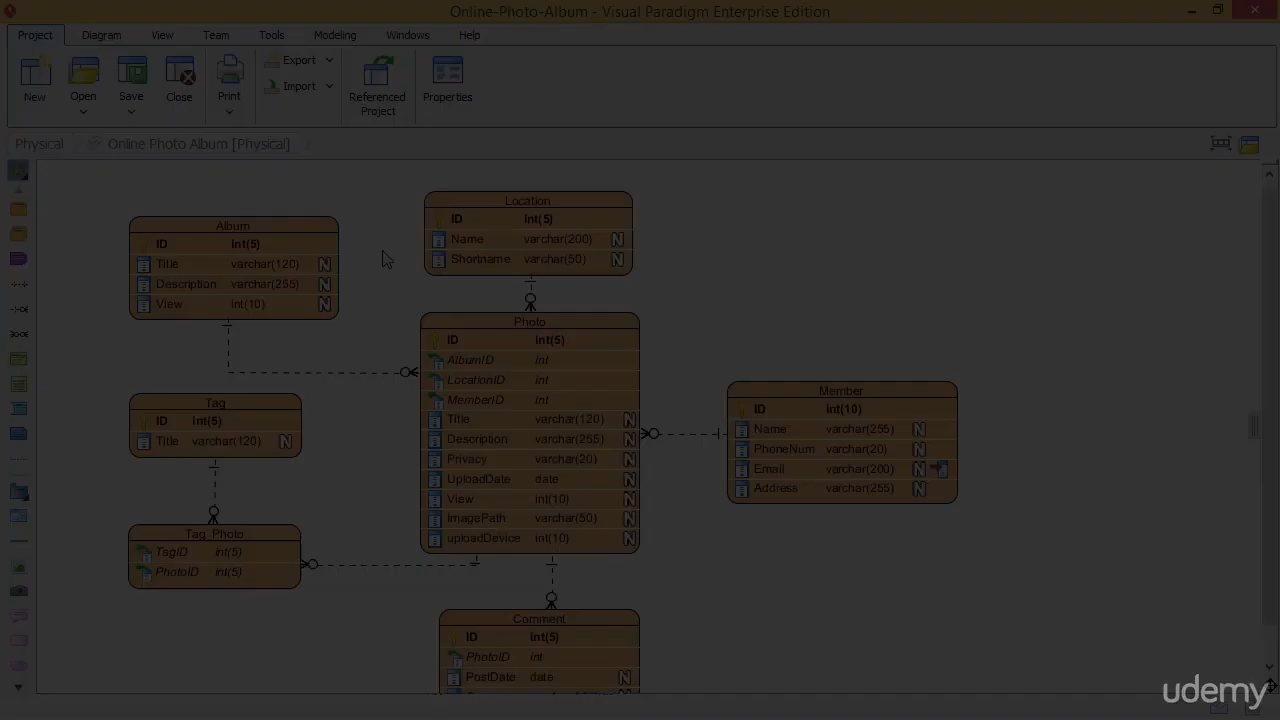 Online-Photo-Album - Visual Paradigm Enterprise Edition
Project Diagram View Team Tools Modeling Windows Help
New Open Save Close Print Export Import Referenced Project Properties
Physical Online Photo Album [Physical]
Location
ID int(5)
Name varchar(200) N
Shortname varchar(50) N
Album
ID int(5)
Title varchar(120) N
Description varchar(255) N
View int(10) N
Photo
ID int(5)
AlbumID int
LocationID int
MemberID int
Title varchar(120) N
Description varchar(255) N
Privacy varchar(20) N
UploadDate date N
View int(10) N
ImagePath varchar(50) N
uploadDevice int(10) N
Member
ID int(10)
Name varchar(255) N
PhoneNum varchar(20) N
Email varchar(200) N
Address varchar(255) N
Tag
ID int(5)
Title varchar(120) N
Tag_Photo
TagID int(5)
PhotoID int(5)
Comment
ID int(5)
PhotoID int
PostDate date N
udemy